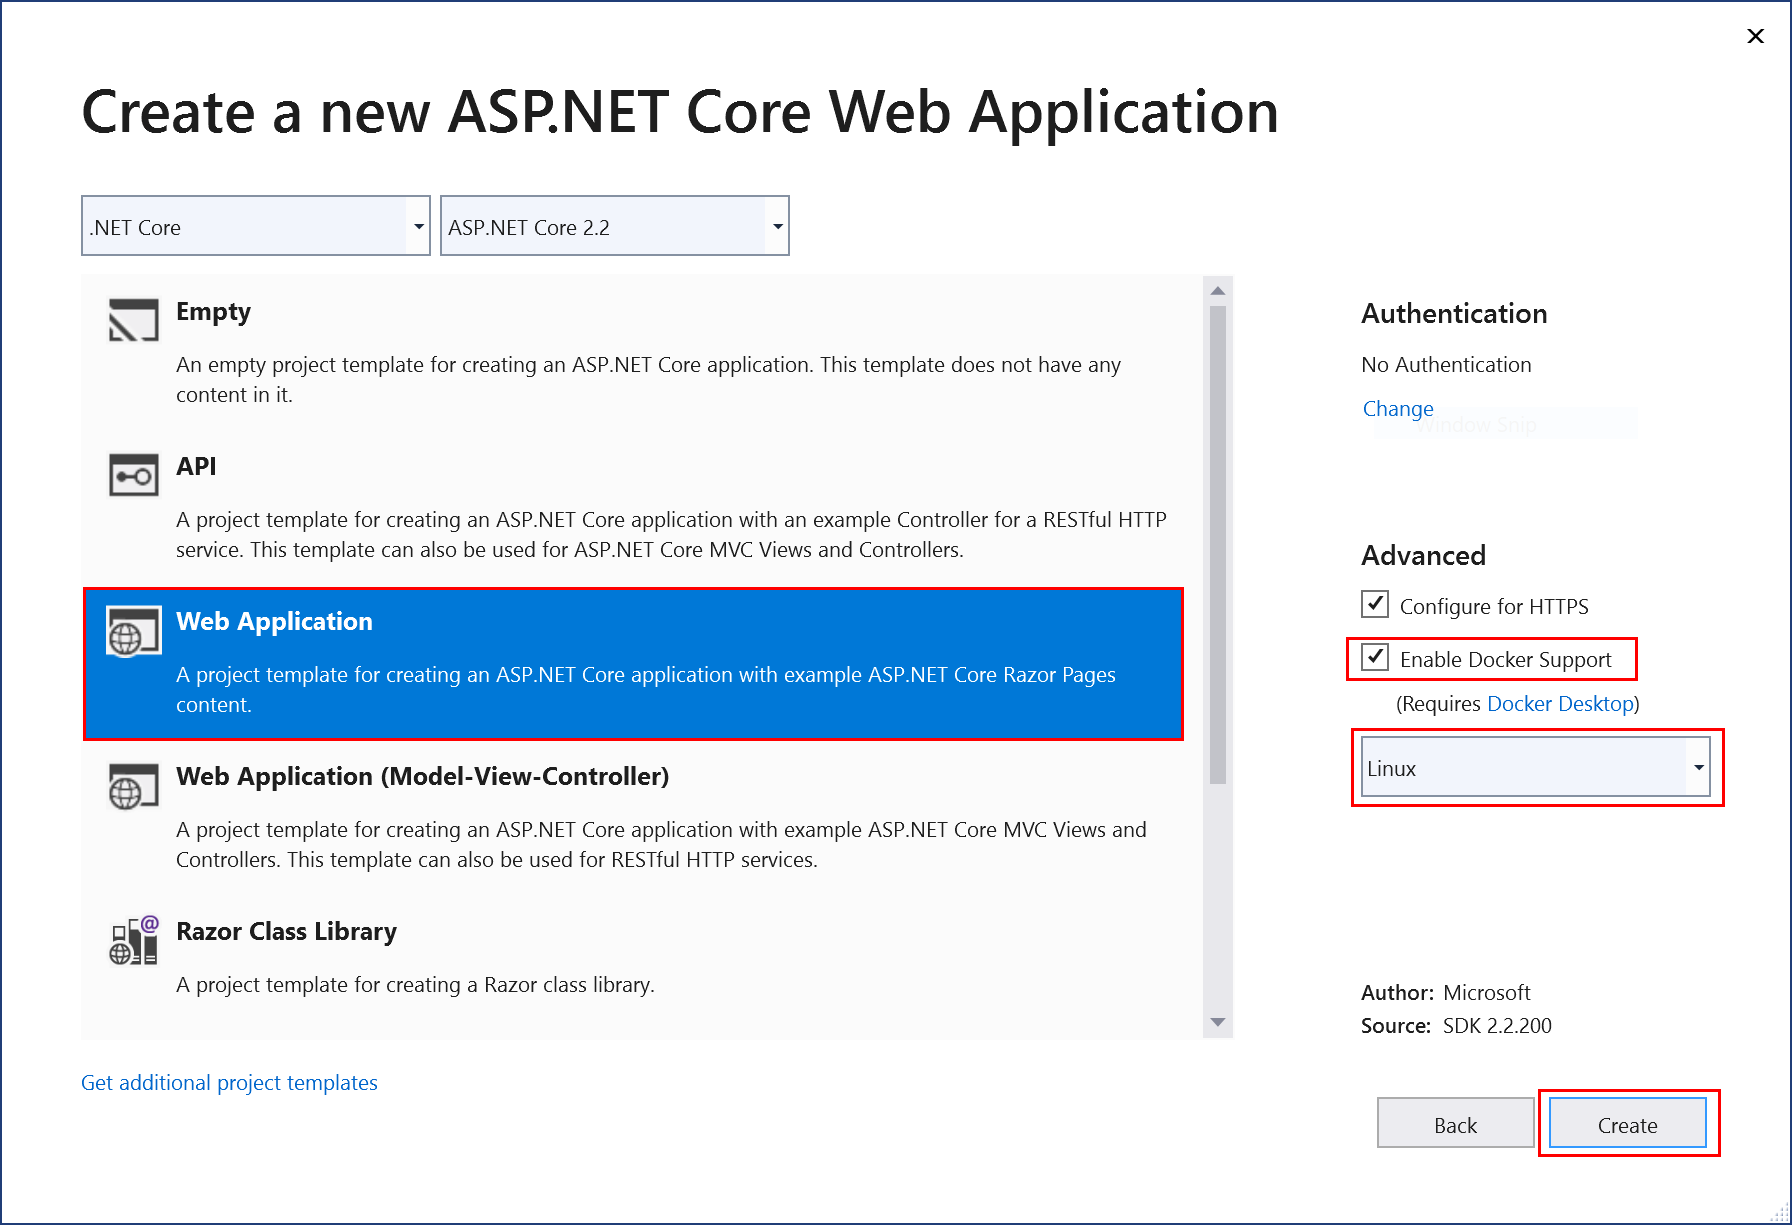 Create a new ASP.NET Core Web Application
.NET Core
ASP.NET Core 2.2
Empty
An empty project template for creating an ASP.NET Core application. This template does not have any
content in it.
API
A project template for creating an ASP.NET Core application with an example Controller for a RESTful HTTP
service. This template can also be used for ASP.NET Core MVC Views and Controllers.
Web Application
A project template for creating an ASP.NET Core application with example ASP.NET Core Razor Pages
content.
Web Application (Model-View-Controller)
A project template for creating an ASP.NET Core application with example ASP.NET Core MVC Views and
Controllers. This template can also be used for RESTful HTTP services.
Razor Class Library
A project template for creating a Razor class library.
Get additional project templates
Authentication
No Authentication
Change
Window Snip
Advanced
Configure for HTTPS
Enable Docker Support
(Requires Docker Desktop)
Linux
Author: Microsoft
Source: SDK 2.2.200
Back
Create